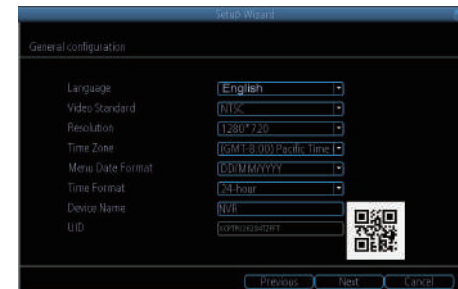 Setup Wizard
General configuration
Language English
Video Standard NTSC
Resolution 1280*720
Time Zone (GMT-8:00) Pacific Time (
Menu Date Format DD/MM/YYYY
Time Format 24-hour
Device Name NVR
UID
Previous Next Cancel